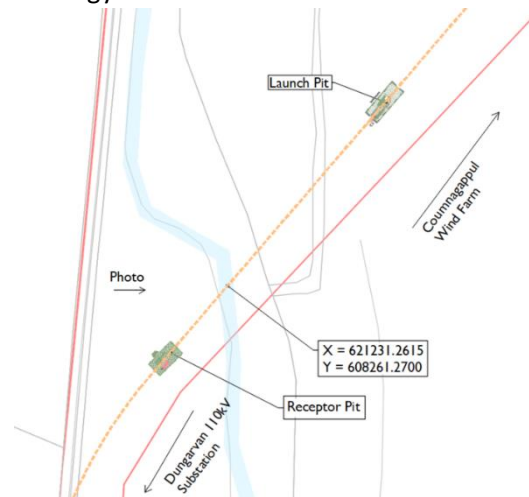 Launch Pit
Coumnagappul
Wind Farm
Photo
X = 621231.2615
Y = 608261.2700
Receptor Pit
Dungarvan 110kV
Substation